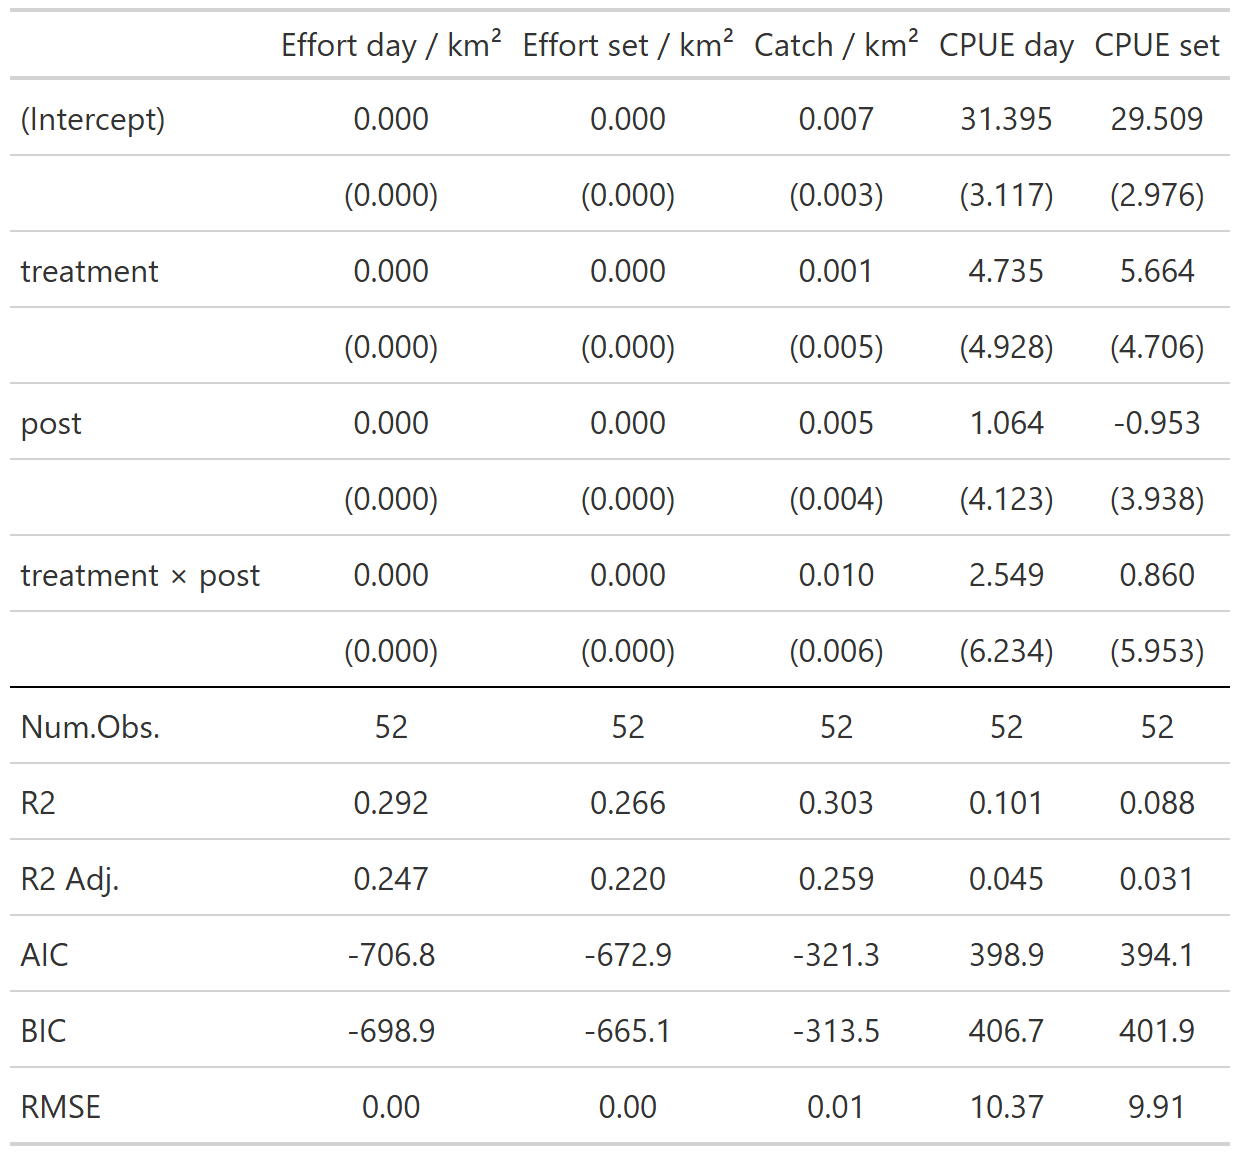 Effort day / km² Effort set / km² Catch / km² CPUE day CPUE set
(Intercept) 0.000 0.000 0.007 31.395 29.509
(0.000) (0.000) (0.003) (3.117) (2.976)
treatment 0.000 0.000 0.001 4.735 5.664
(0.000) (0.000) (0.005) (4.928) (4.706)
post 0.000 0.000 0.005 1.064 -0.953
(0.000) (0.000) (0.004) (4.123) (3.938)
treatment × post 0.000 0.000 0.010 2.549 0.860
(0.000) (0.000) (0.006) (6.234) (5.953)
Num.Obs. 52 52 52 52 52
R2 0.292 0.266 0.303 0.101 0.088
R2 Adj. 0.247 0.220 0.259 0.045 0.031
AIC -706.8 -672.9 -321.3 398.9 394.1
BIC -698.9 -665.1 -313.5 406.7 401.9
RMSE 0.00 0.00 0.01 10.37 9.91